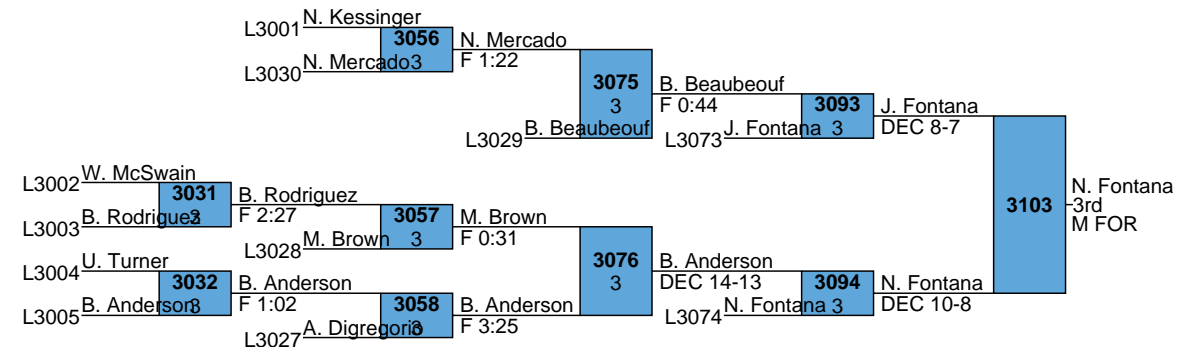 N. Kessinger
L3001
3056
N. Mercado
N. Mercado
3
F 1:22
L3030
3075
B. Beaubeouf
3
F 0:44
3093
J. Fontana
B. Beaubeouf
L3029
J. Fontana
3
DEC 8-7
L3073
W. McSwain
L3002
3031
B. Rodriguez
N. Fontana
B. Rodriguez
3
F 2:27
3057
M. Brown
3103
3rd
L3003
M. Brown
3
F 0:31
M FOR
L3028
U. Turner
L3004
3076
B. Anderson
3032
B. Anderson
3
DEC 14-13
3094
N. Fontana
B. Anderson
3
F 1:02
3058
B. Anderson
N. Fontana
3
DEC 10-8
L3005
A. Digregorio
3
F 3:25
L3074
L3027